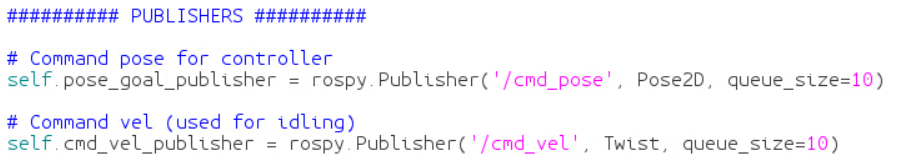 ########## PUBLISHERS ##########
# Command pose for controller
self.pose_goal_publisher = rospy.Publisher('/cmd_pose', Pose2D, queue_size=10)
# Command vel (used for idling)
self.cmd_vel_publisher = rospy.Publisher('/cmd_vel', Twist, queue_size=10)